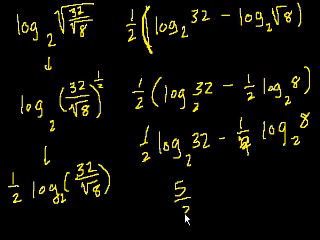 log₂ √(32/√8)
↓
log₂ (32/√8)^(1/2)
↓
1/2 log₂(32/√8)
1/2 (log₂ 32 - log₂ √8)
1/2 (log₂ 32 - 1/2 log₂ 8)
1/2 log₂ 32 - 1/4 log₂ 8
5/2